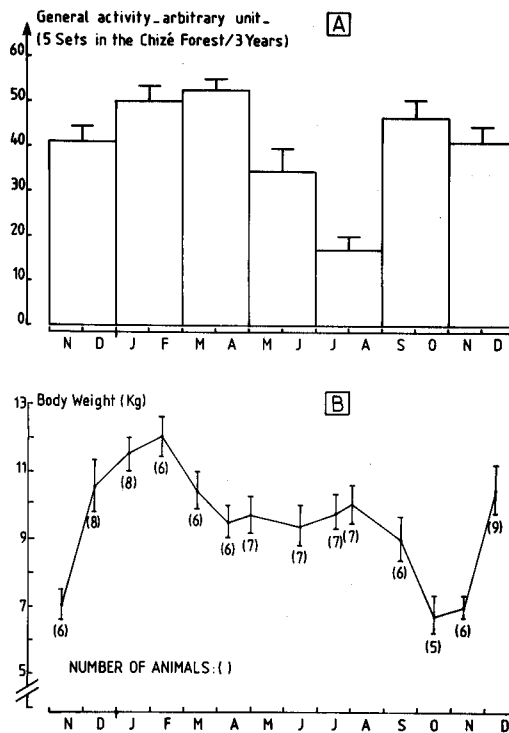 General activity_arbitrary unit_
(5 Sets in the Chizé Forest/3 Years)
A
60
50
40
30
20
10
0
N D J F M A M J J A S O N D
Body Weight (Kg)
B
13
11
9
7
5
(6) (8) (8) (6) (6) (6) (7) (7) (7) (7) (6) (5) (6) (9)
NUMBER OF ANIMALS:( )
N D J F M A M J J A S O N D